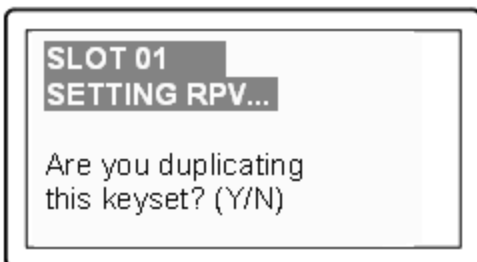 SLOT 01
SETTING RPV...
Are you duplicating
this keyset? (Y/N)